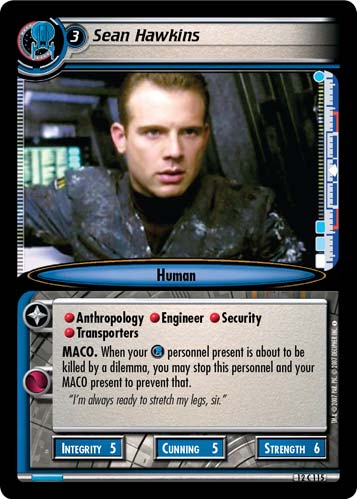 3 Sean Hawkins
Human
Anthropology Engineer Security
Transporters
MACO. When your personnel present is about to be
killed by a dilemma, you may stop this personnel and your
MACO present to prevent that.
"I'm always ready to stretch my legs, sir."
INTEGRITY 5 CUNNING 5 STRENGTH 6
12 C 115